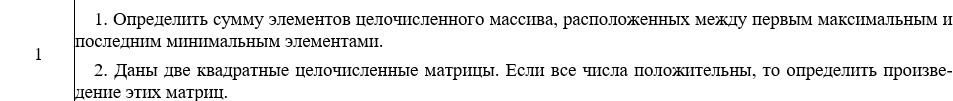 1. Определить сумму элементов целочисленного массива, расположенных между первым максимальным и
последним минимальным элементами.
1
2. Даны две квадратные целочисленные матрицы. Если все числа положительны, то определить произве-
дение этих матриц.